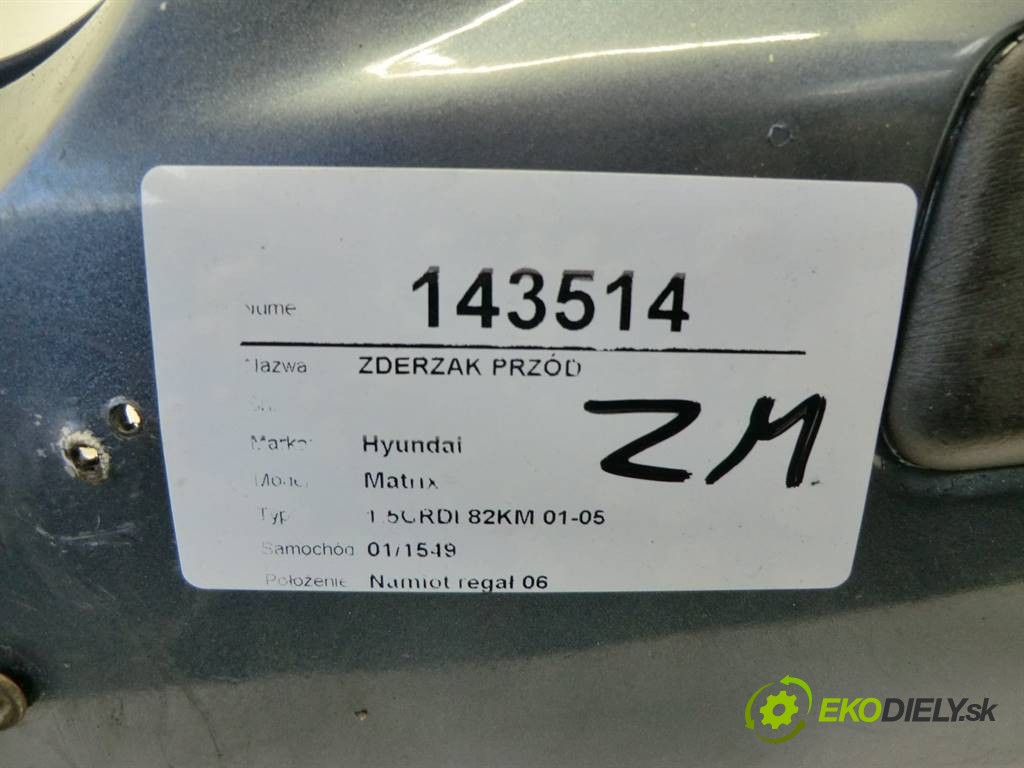 Nume 143514
Nazwa ZDERZAK PRZÓD
Marka: Hyundai
Model Matrix
Typ 1.5CRDI 82KM 01-05
Samochód 01/1549
Położenie Namiot regał 06
ZM
EKODIELY.sk